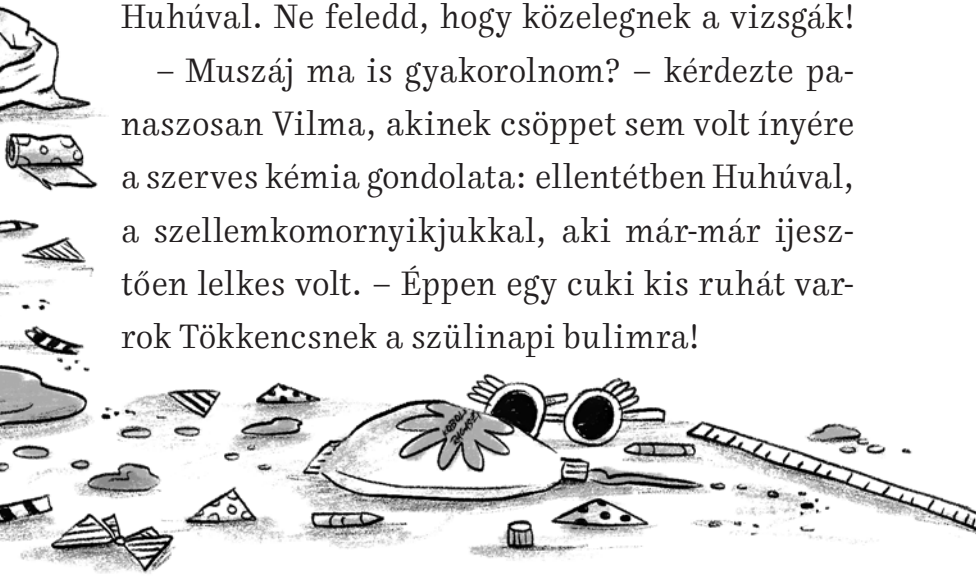 Huhúval. Ne feledd, hogy közelegnek a vizsgák!
– Muszáj ma is gyakorolnom? – kérdezte pa-
naszosan Vilma, akinek csöppet sem volt ínyére
a szerves kémia gondolata: ellentétben Huhúval,
a szellemkomornyikjukkal, aki már-már ijesz-
tően lelkes volt. – Éppen egy cuki kis ruhát var-
rok Tökkencsnek a szülinapi bulimra!